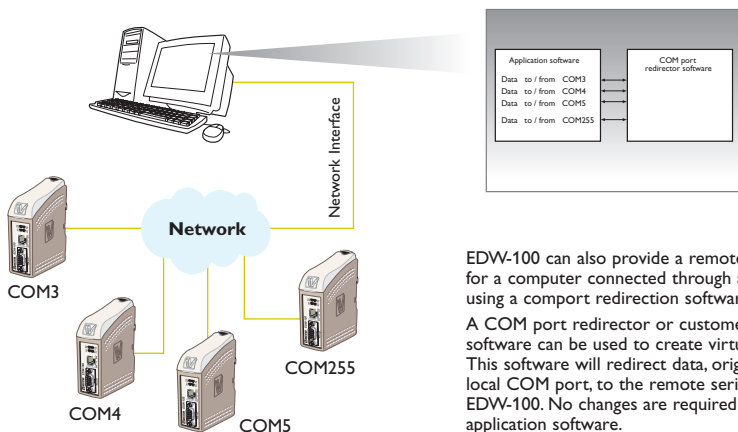 Application software
COM port
redirector software
Data to / from COM3
Data to / from COM4
Data to / from COM5
Data to / from COM255
Network Interface
Network
COM3
COM4
COM5
COM255
EDW-100 can also provide a remote
for a computer connected through
using a comport redirection softwar
A COM port redirector or custome
software can be used to create virtu
This software will redirect data, orig
local COM port, to the remote seri
EDW-100. No changes are required
application software.